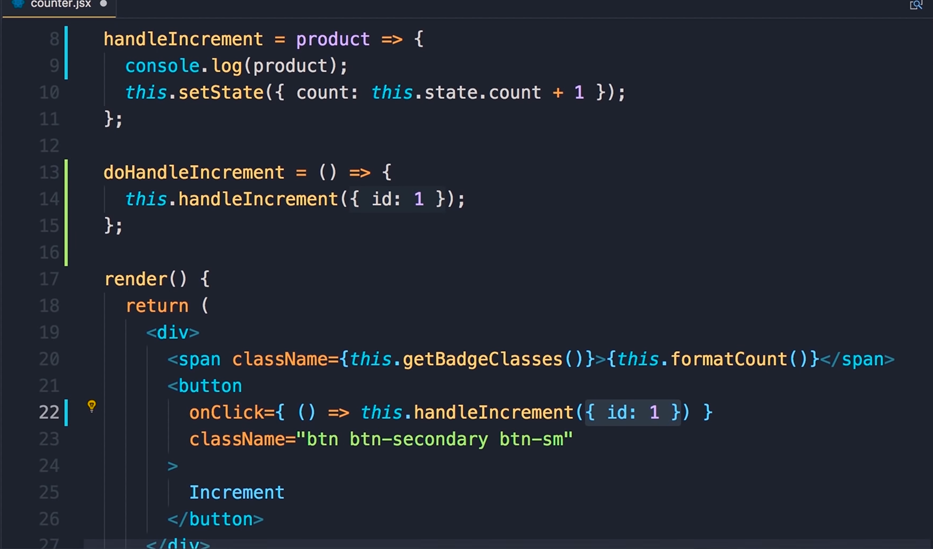 counter.jsx
8 handleIncrement = product => {
9 console.log(product);
10 this.setState({ count: this.state.count + 1 });
11 };
12
13 doHandleIncrement = () => {
14 this.handleIncrement({ id: 1 });
15 };
16
17 render() {
18 return (
19 <div>
20 <span className={this.getBadgeClasses()}>{this.formatCount()}</span>
21 <button
22 onClick={ () => this.handleIncrement({ id: 1 }) }
23 className="btn btn-secondary btn-sm"
24 >
25 Increment
26 </button>
27 </div>